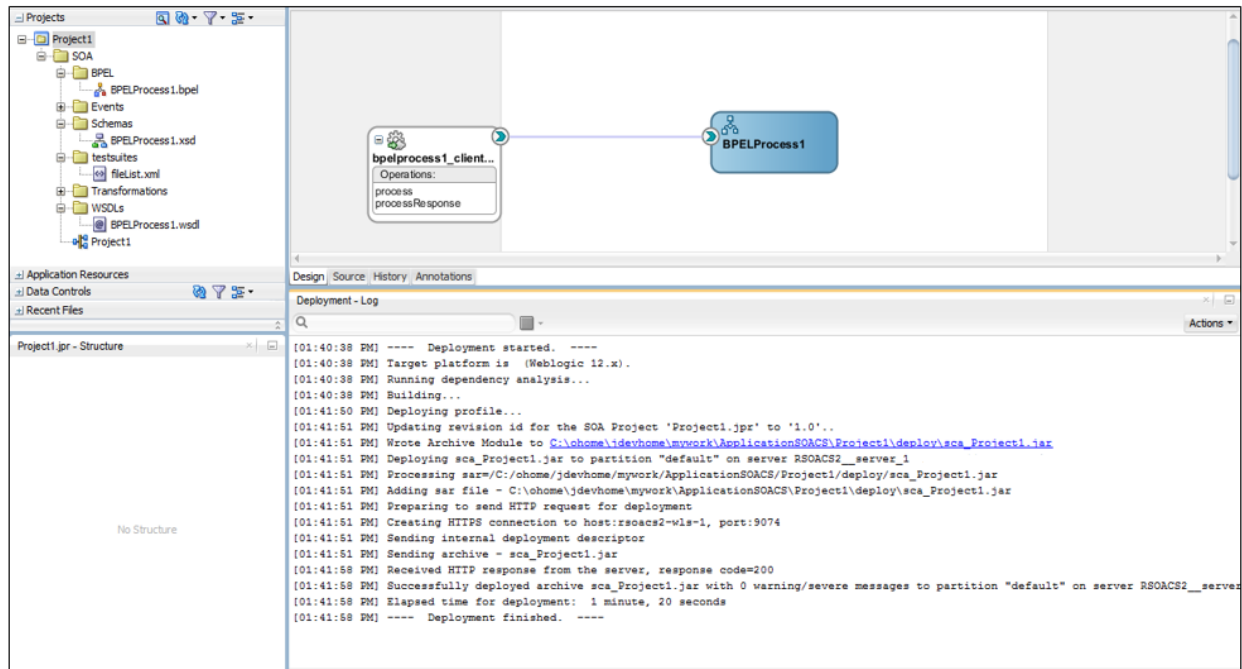 Projects
Project1
SOA
BPEL
BPELProcess1.bpel
Events
Schemas
BPELProcess1.xsd
testsuites
fileList.xml
Transformations
WSDLs
BPELProcess1.wsdl
Project1
Application Resources
Data Controls
Recent Files
Project1.jpr - Structure
No Structure
bpelprocess1_client...
Operations:
process
processResponse
BPELProcess1
Design Source History Annotations
Deployment - Log
Actions
[01:40:38 PM] ---- Deployment started. ----
[01:40:38 PM] Target platform is (Weblogic 12.x).
[01:40:38 PM] Running dependency analysis...
[01:40:38 PM] Building...
[01:41:50 PM] Deploying profile...
[01:41:51 PM] Updating revision id for the SOA Project 'Project1.jpr' to '1.0'..
[01:41:51 PM] Wrote Archive Module to C:\ohome\jdevhome\mywork\ApplicationSOACS\Project1\deploy\sca_Project1.jar
[01:41:51 PM] Deploying sca_Project1.jar to partition "default" on server RSOACS2__server_1
[01:41:51 PM] Processing sar=/C:/ohome/jdevhome/mywork/ApplicationSOACS/Project1/deploy/sca_Project1.jar
[01:41:51 PM] Adding sar file - C:\ohome\jdevhome\mywork\ApplicationSOACS\Project1\deploy\sca_Project1.jar
[01:41:51 PM] Preparing to send HTTP request for deployment
[01:41:51 PM] Creating HTTPS connection to host:rsoacs2-wls-1, port:9074
[01:41:51 PM] Sending internal deployment descriptor
[01:41:51 PM] Sending archive - sca_Project1.jar
[01:41:58 PM] Received HTTP response from the server, response code=200
[01:41:58 PM] Successfully deployed archive sca_Project1.jar with 0 warning/severe messages to partition "default" on server RSOACS2__server
[01:41:58 PM] Elapsed time for deployment: 1 minute, 20 seconds
[01:41:58 PM] ---- Deployment finished. ----